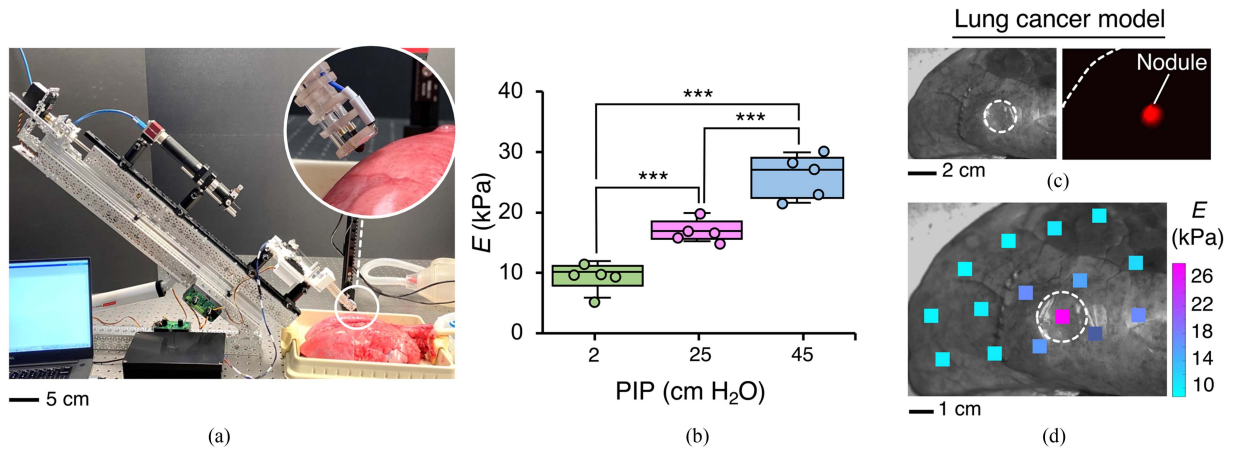 5 cm
(a)
E (kPa)
40
30
20
10
0
***
***
***
2
25
45
PIP (cm H₂O)
(b)
Lung cancer model
Nodule
2 cm
(c)
E
(kPa)
26
22
18
14
10
1 cm
(d)